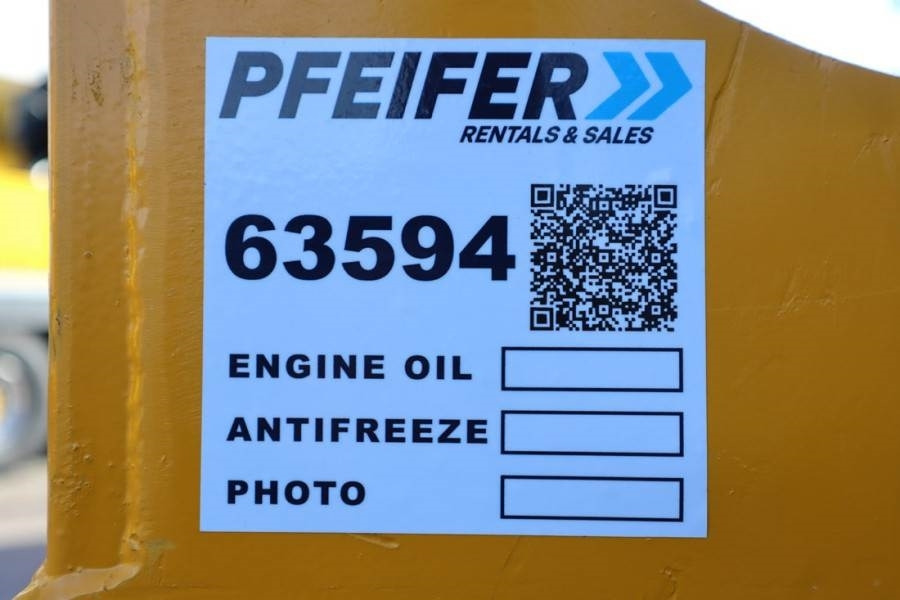 PFEIFER
RENTALS & SALES
63594
ENGINE OIL
ANTIFREEZE
PHOTO